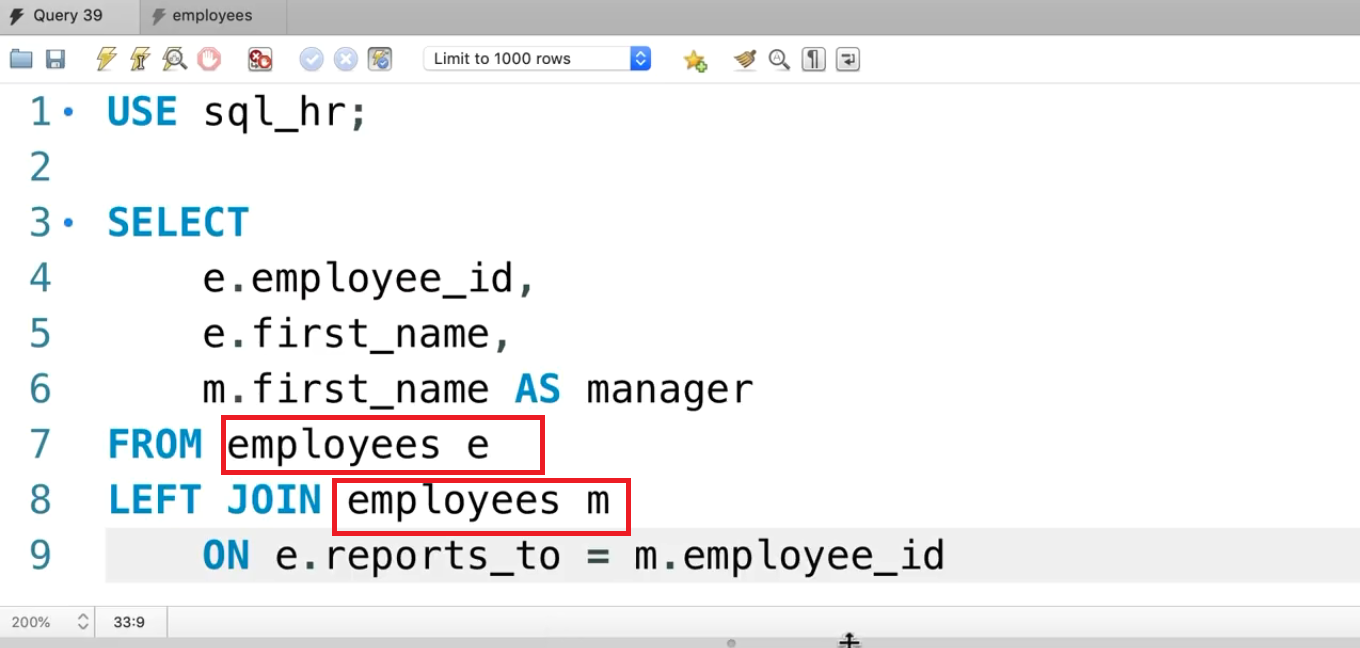 Query 39
employees
Limit to 1000 rows
1 USE sql_hr;
2
3 SELECT
4 e.employee_id,
5 e.first_name,
6 m.first_name AS manager
7 FROM employees e
8 LEFT JOIN employees m
9 ON e.reports_to = m.employee_id
200%
33:9